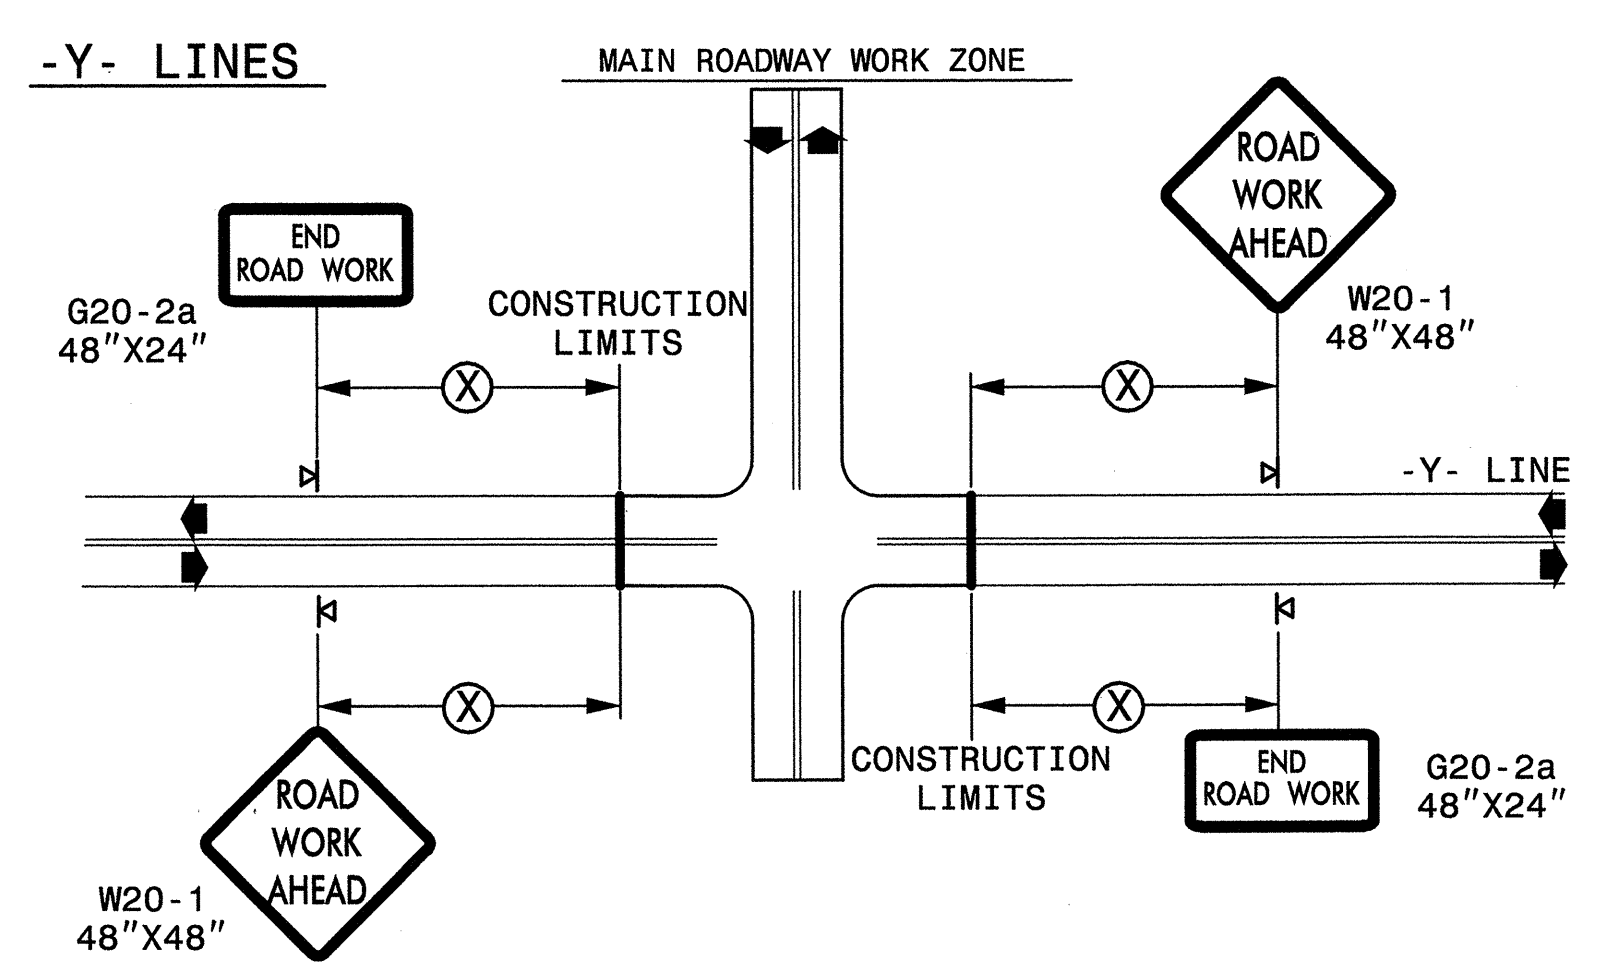 -Y- LINES
MAIN ROADWAY WORK ZONE
ROAD
WORK
AHEAD
END
ROAD WORK
G20-2a
48"X24"
CONSTRUCTION
LIMITS
W20-1
48"X48"
X
X
-Y- LINE
X
X
ROAD
WORK
AHEAD
W20-1
48"X48"
CONSTRUCTION
LIMITS
END
ROAD WORK
G20-2a
48"X24"